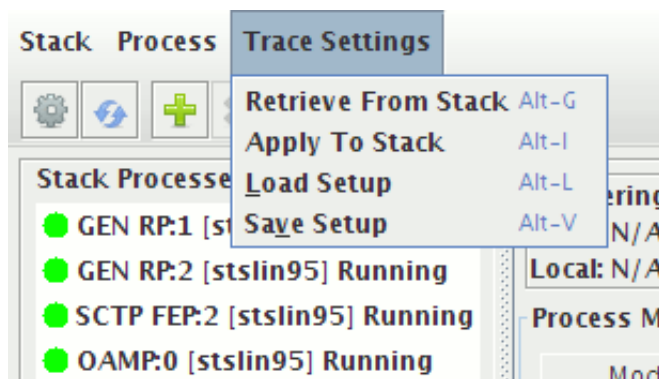 Stack Process Trace Settings
Retrieve From Stack Alt-G
Apply To Stack Alt-I
Load Setup Alt-L
Save Setup Alt-V
Stack
GEN RP:1
N/A
GEN RP:2 [stslin95] Running
Local: N/A
SCTP FEP:2 [stslin95] Running
Process
OAMP:0 [stslin95] Running